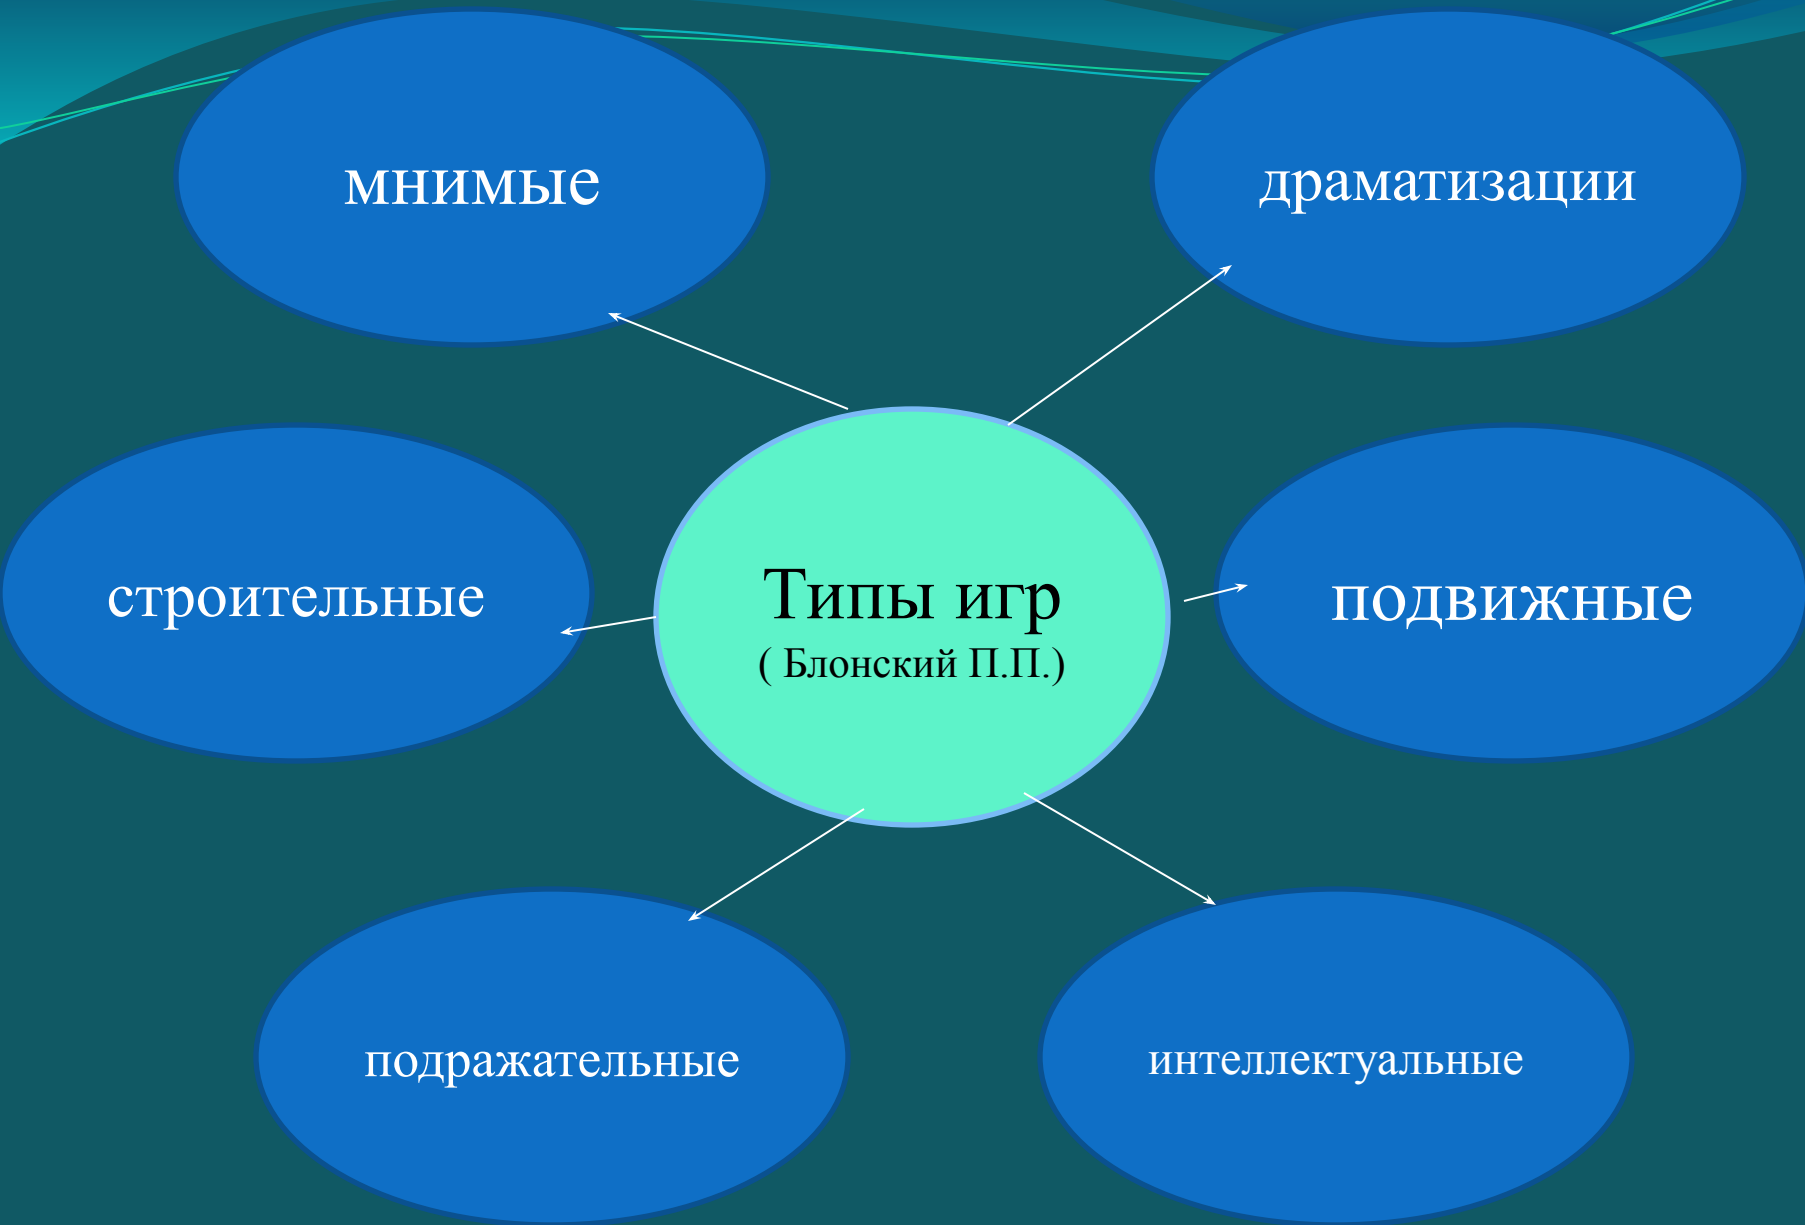 мнимые
драматизации
строительные
Типы игр
( Блонский П.П.)
подвижные
подражательные
интеллектуальные